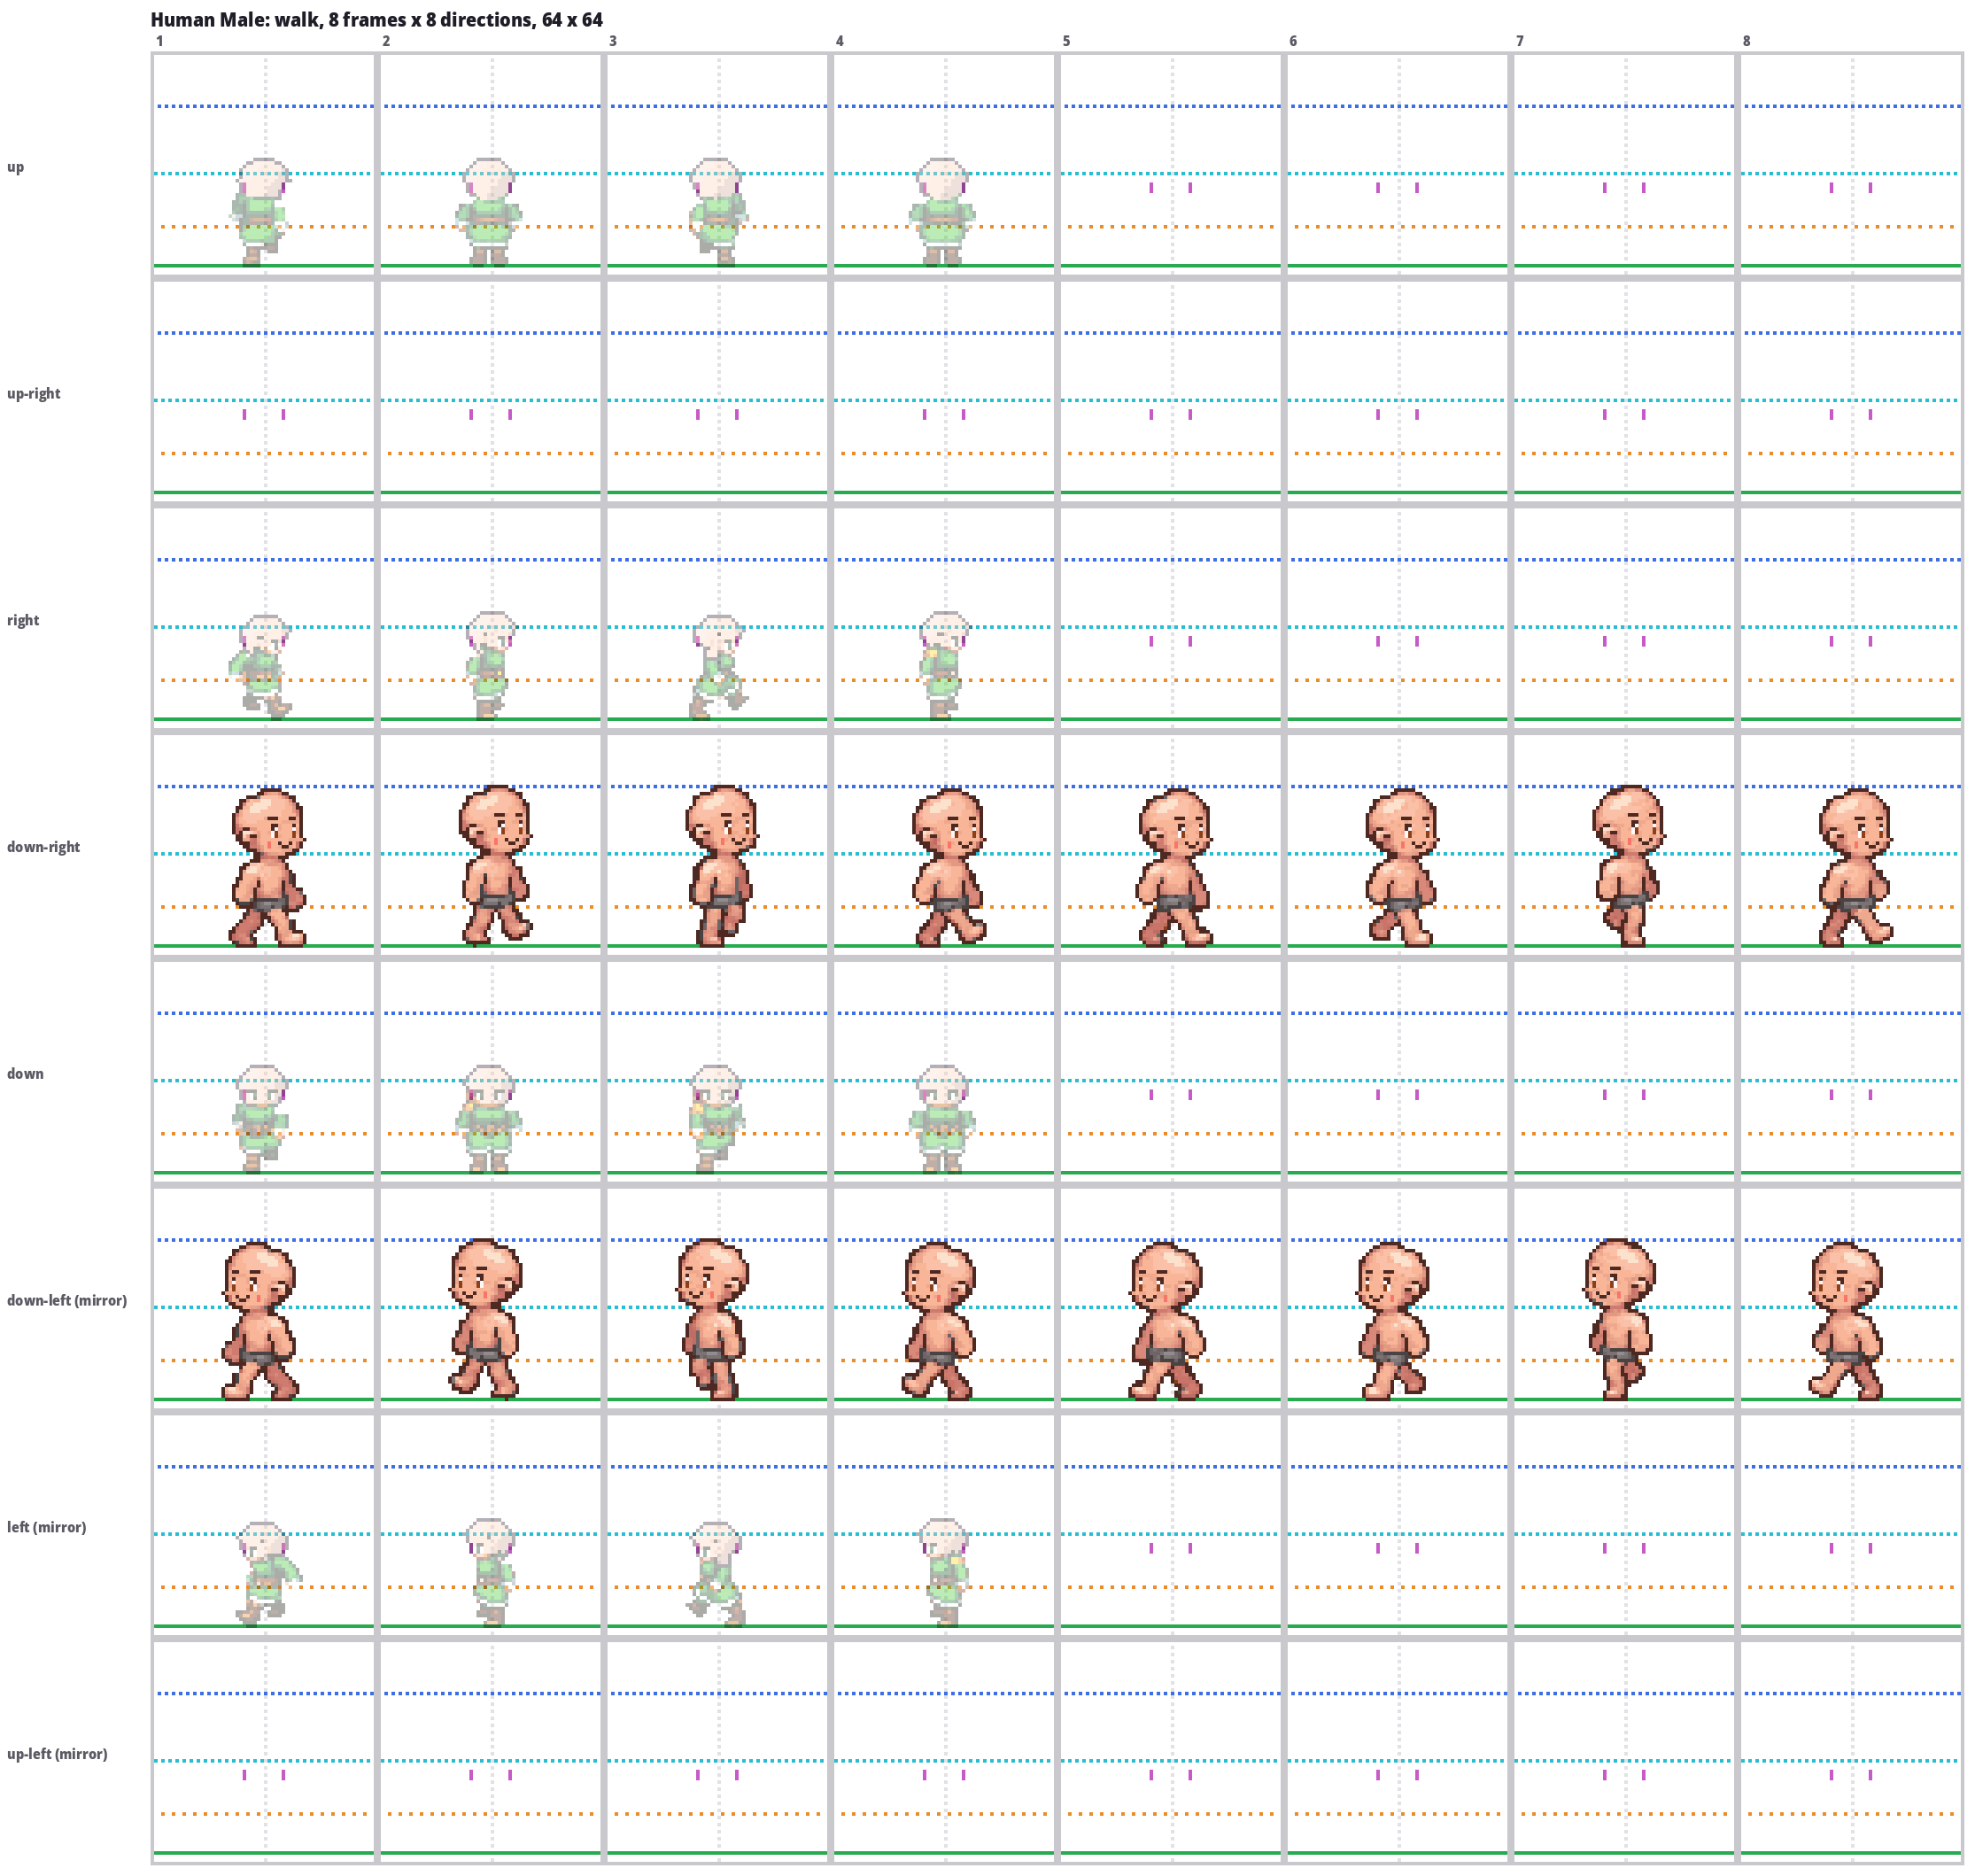 Human Male: walk, 8 frames x 8 directions, 64 x 64
1 2 3 4 5 6 7 8
up
up-right
right
down-right
down
down-left (mirror)
left (mirror)
up-left (mirror)